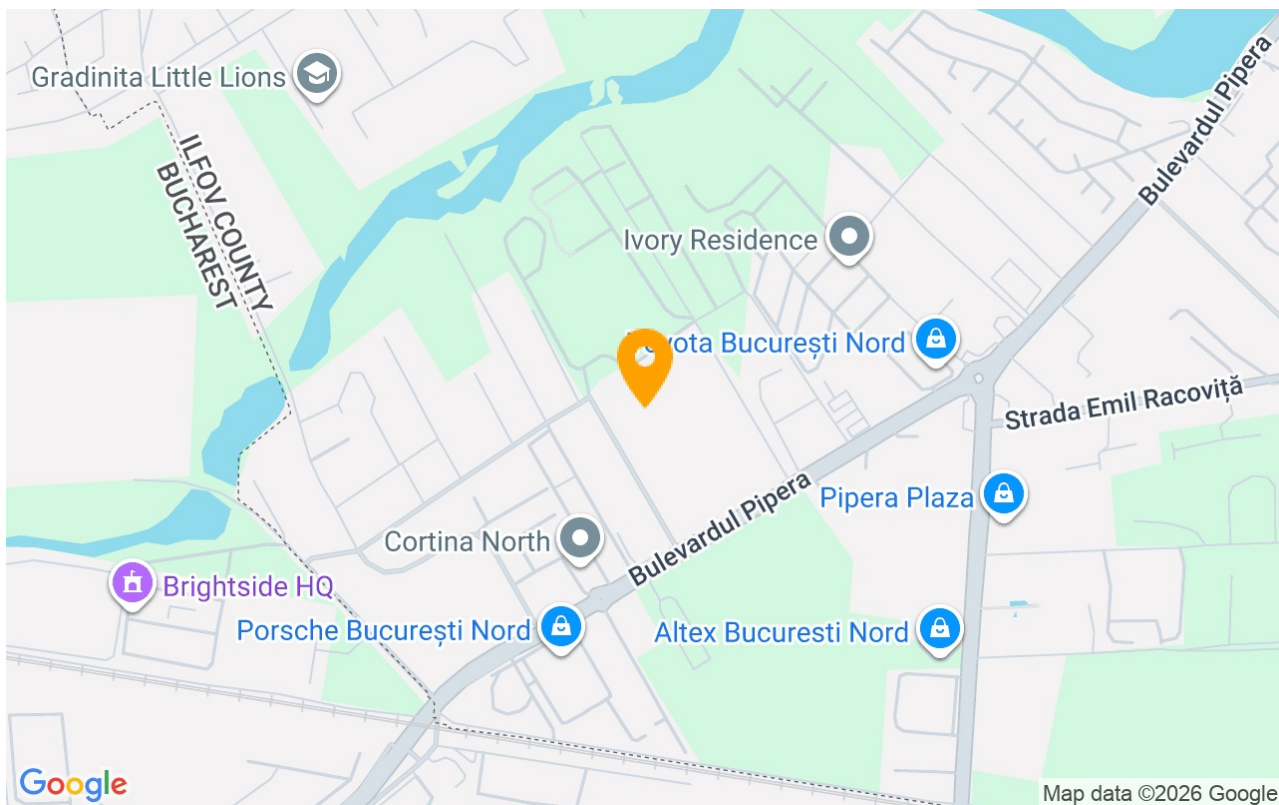 Gradinita Little Lions
Bulevardul Pipera
ILFOV COUNTY
BUCHAREST
Ivory Residence
București Nord
Strada Emil Racoviță
Pipera Plaza
Bulevardul Pipera
Cortina North
Brightside HQ
Porsche București Nord
Altex Bucuresti Nord
Google
Map data ©2026 Google